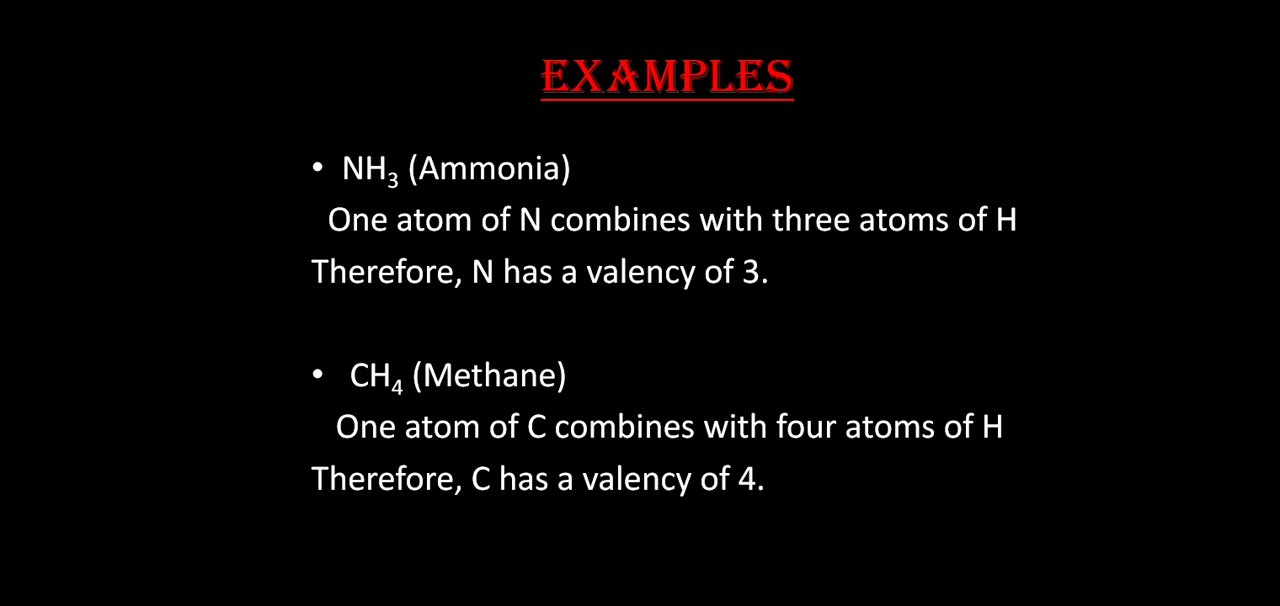 EXAMPLES
• NH₃ (Ammonia)
One atom of N combines with three atoms of H
Therefore, N has a valency of 3.
• CH₄ (Methane)
One atom of C combines with four atoms of H
Therefore, C has a valency of 4.